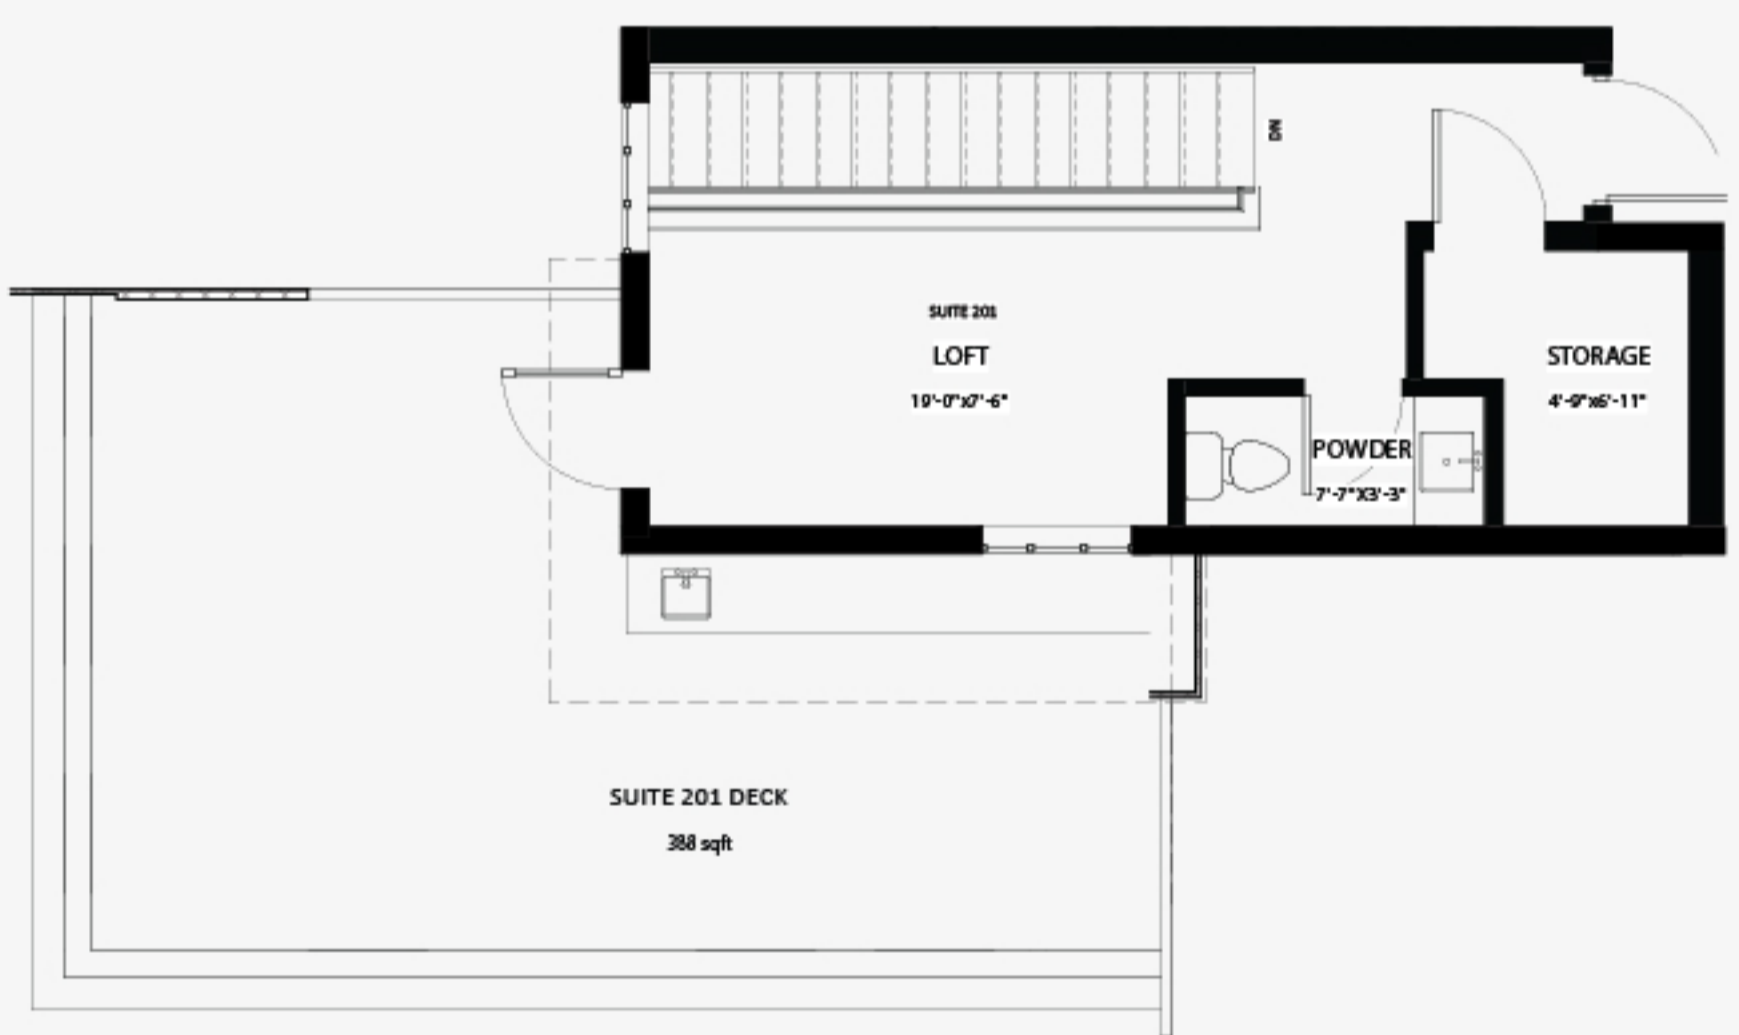 DN
SUITE 201
LOFT
19'-0"x7'-6"
STORAGE
4'-9"x6'-11"
POWDER
7'-7"X3'-3"
SUITE 201 DECK
388 sqft